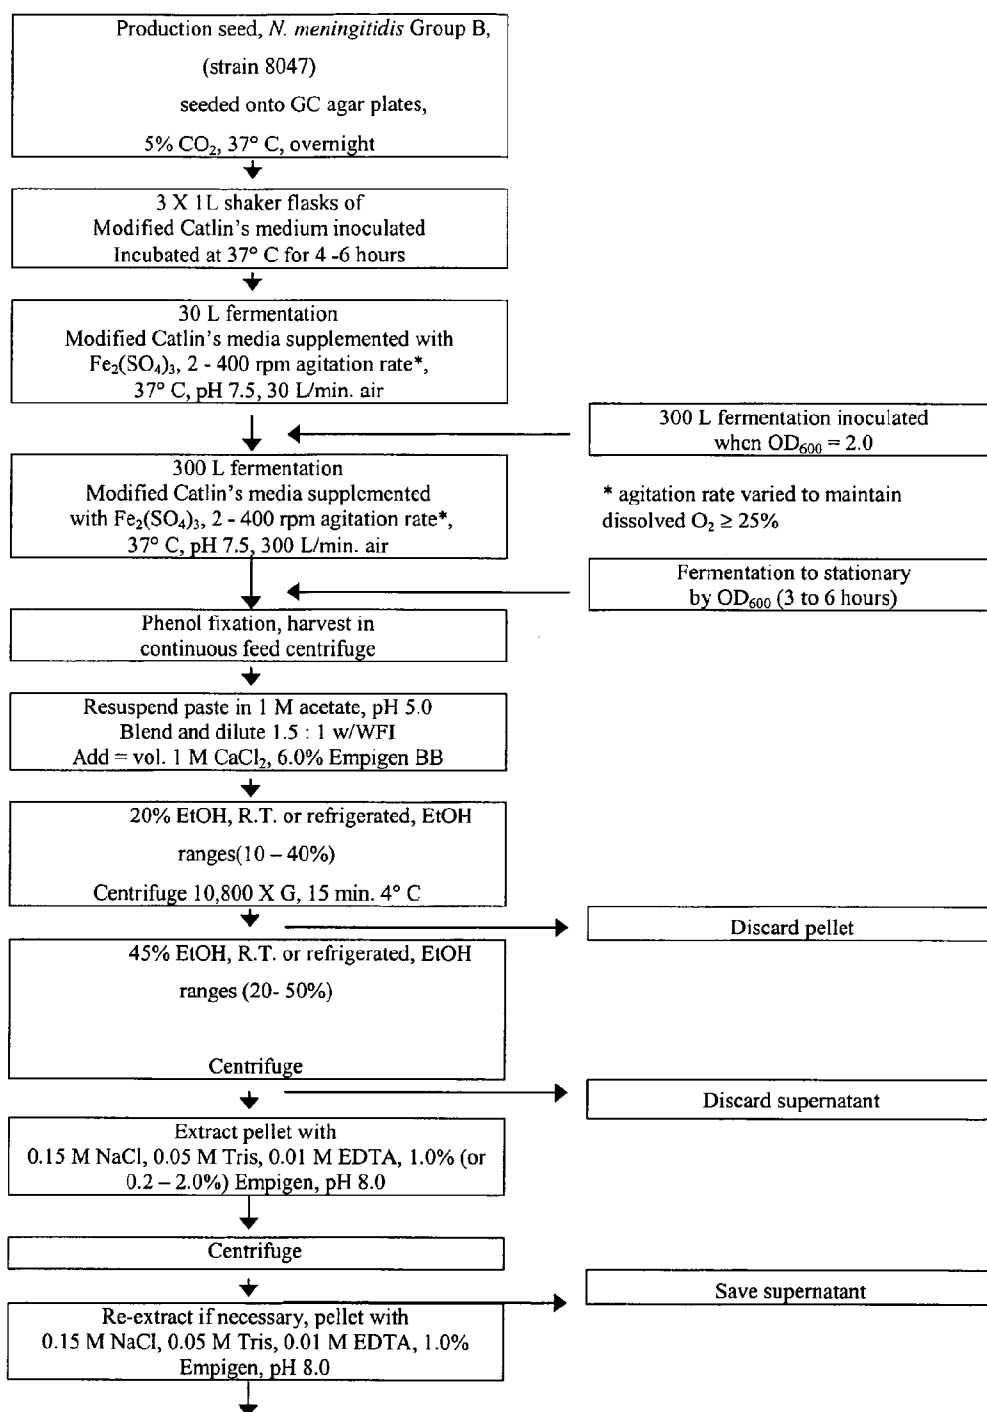 Production seed, N. meningitidis Group B,
(strain 8047)
seeded onto GC agar plates,
5% CO₂, 37° C, overnight
3 X 1L shaker flasks of
Modified Catlin's medium inoculated
Incubated at 37° C for 4 -6 hours
30 L fermentation
Modified Catlin's media supplemented with
Fe₂(SO₄)₃, 2 - 400 rpm agitation rate*,
37° C, pH 7.5, 30 L/min. air
300 L fermentation inoculated
when OD₆₀₀ = 2.0
300 L fermentation
Modified Catlin's media supplemented
with Fe₂(SO₄)₃, 2 - 400 rpm agitation rate*,
37° C, pH 7.5, 300 L/min. air
* agitation rate varied to maintain
dissolved O₂ ≥ 25%
Fermentation to stationary
by OD₆₀₀ (3 to 6 hours)
Phenol fixation, harvest in
continuous feed centrifuge
Resuspend paste in 1 M acetate, pH 5.0
Blend and dilute 1.5 : 1 w/WFI
Add = vol. 1 M CaCl₂, 6.0% Empigen BB
20% EtOH, R.T. or refrigerated, EtOH
ranges(10 – 40%)
Centrifuge 10,800 X G, 15 min. 4° C
Discard pellet
45% EtOH, R.T. or refrigerated, EtOH
ranges (20- 50%)
Centrifuge
Discard supernatant
Extract pellet with
0.15 M NaCl, 0.05 M Tris, 0.01 M EDTA, 1.0% (or
0.2 – 2.0%) Empigen, pH 8.0
Centrifuge
Save supernatant
Re-extract if necessary, pellet with
0.15 M NaCl, 0.05 M Tris, 0.01 M EDTA, 1.0%
Empigen, pH 8.0